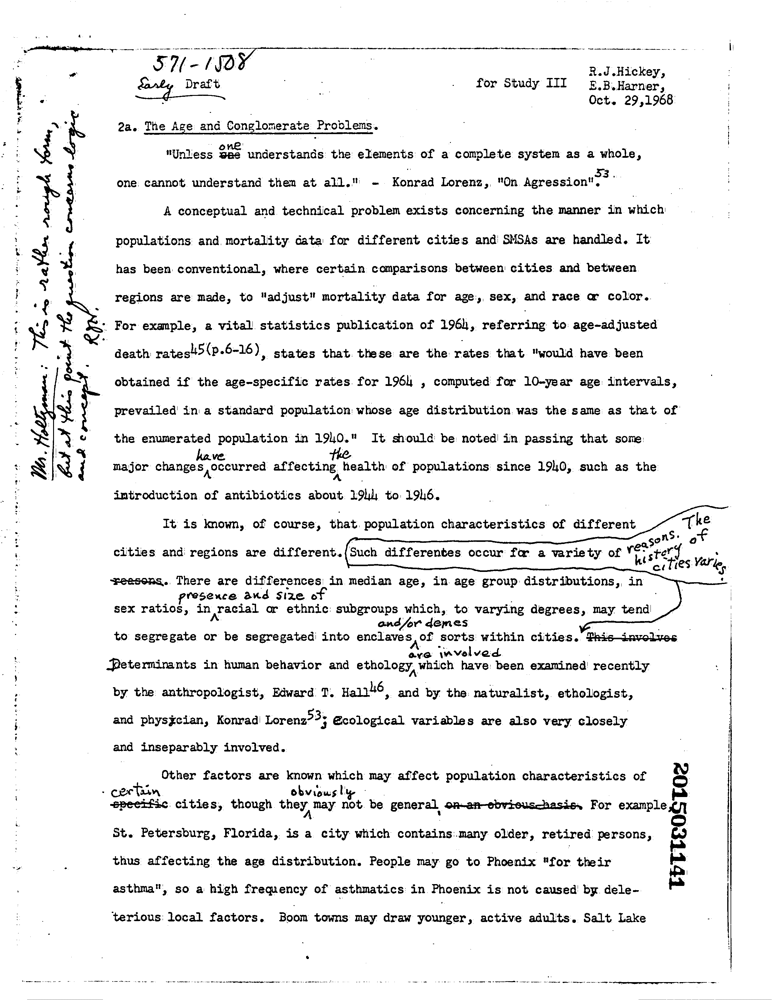 571-1508
Early Draft
for Study III
R.J.Hickey,
E.B.Harner,
Oct. 29,1968
Mr. Holtzman: This is rather rough form,
but at this point the question concerns logic
and concept. RJH.
2a. The Age and Conglomerate Problems.
one
"Unless one understands the elements of a complete system as a whole,
one cannot understand them at all." - Konrad Lorenz, "On Agression".53
A conceptual and technical problem exists concerning the manner in which
populations and mortality data for different cities and SMSAs are handled. It
has been conventional, where certain comparisons between cities and between
regions are made, to "adjust" mortality data for age, sex, and race or color.
For example, a vital statistics publication of 1964, referring to age-adjusted
death rates45(p.6-16), states that these are the rates that "would have been
obtained if the age-specific rates for 1964 , computed for 10-year age intervals,
prevailed in a standard population whose age distribution was the same as that of
the enumerated population in 1940." It should be noted in passing that some
have the
major changes occurred affecting health of populations since 1940, such as the
introduction of antibiotics about 1944 to 1946.
It is known, of course, that population characteristics of different
cities and regions are different. Such differentes occur for a variety of reasons. The
history of
cities varies
reasons. There are differences in median age, in age group distributions, in
presence and size of
sex ratios, in racial or ethnic subgroups which, to varying degrees, may tend
and/or demes
to segregate or be segregated into enclaves of sorts within cities. This involves
are involved
Determinants in human behavior and ethology which have been examined recently
by the anthropologist, Edward T. Hall46, and by the naturalist, ethologist,
and physician, Konrad Lorenz53; Ecological variables are also very closely
and inseparably involved.
Other factors are known which may affect population characteristics of
certain obviously
specific cities, though they may not be general on an obvious basis. For example,
St. Petersburg, Florida, is a city which contains many older, retired persons,
thus affecting the age distribution. People may go to Phoenix "for their
asthma", so a high frequency of asthmatics in Phoenix is not caused by dele-
terious local factors. Boom towns may draw younger, active adults. Salt Lake
2015031141